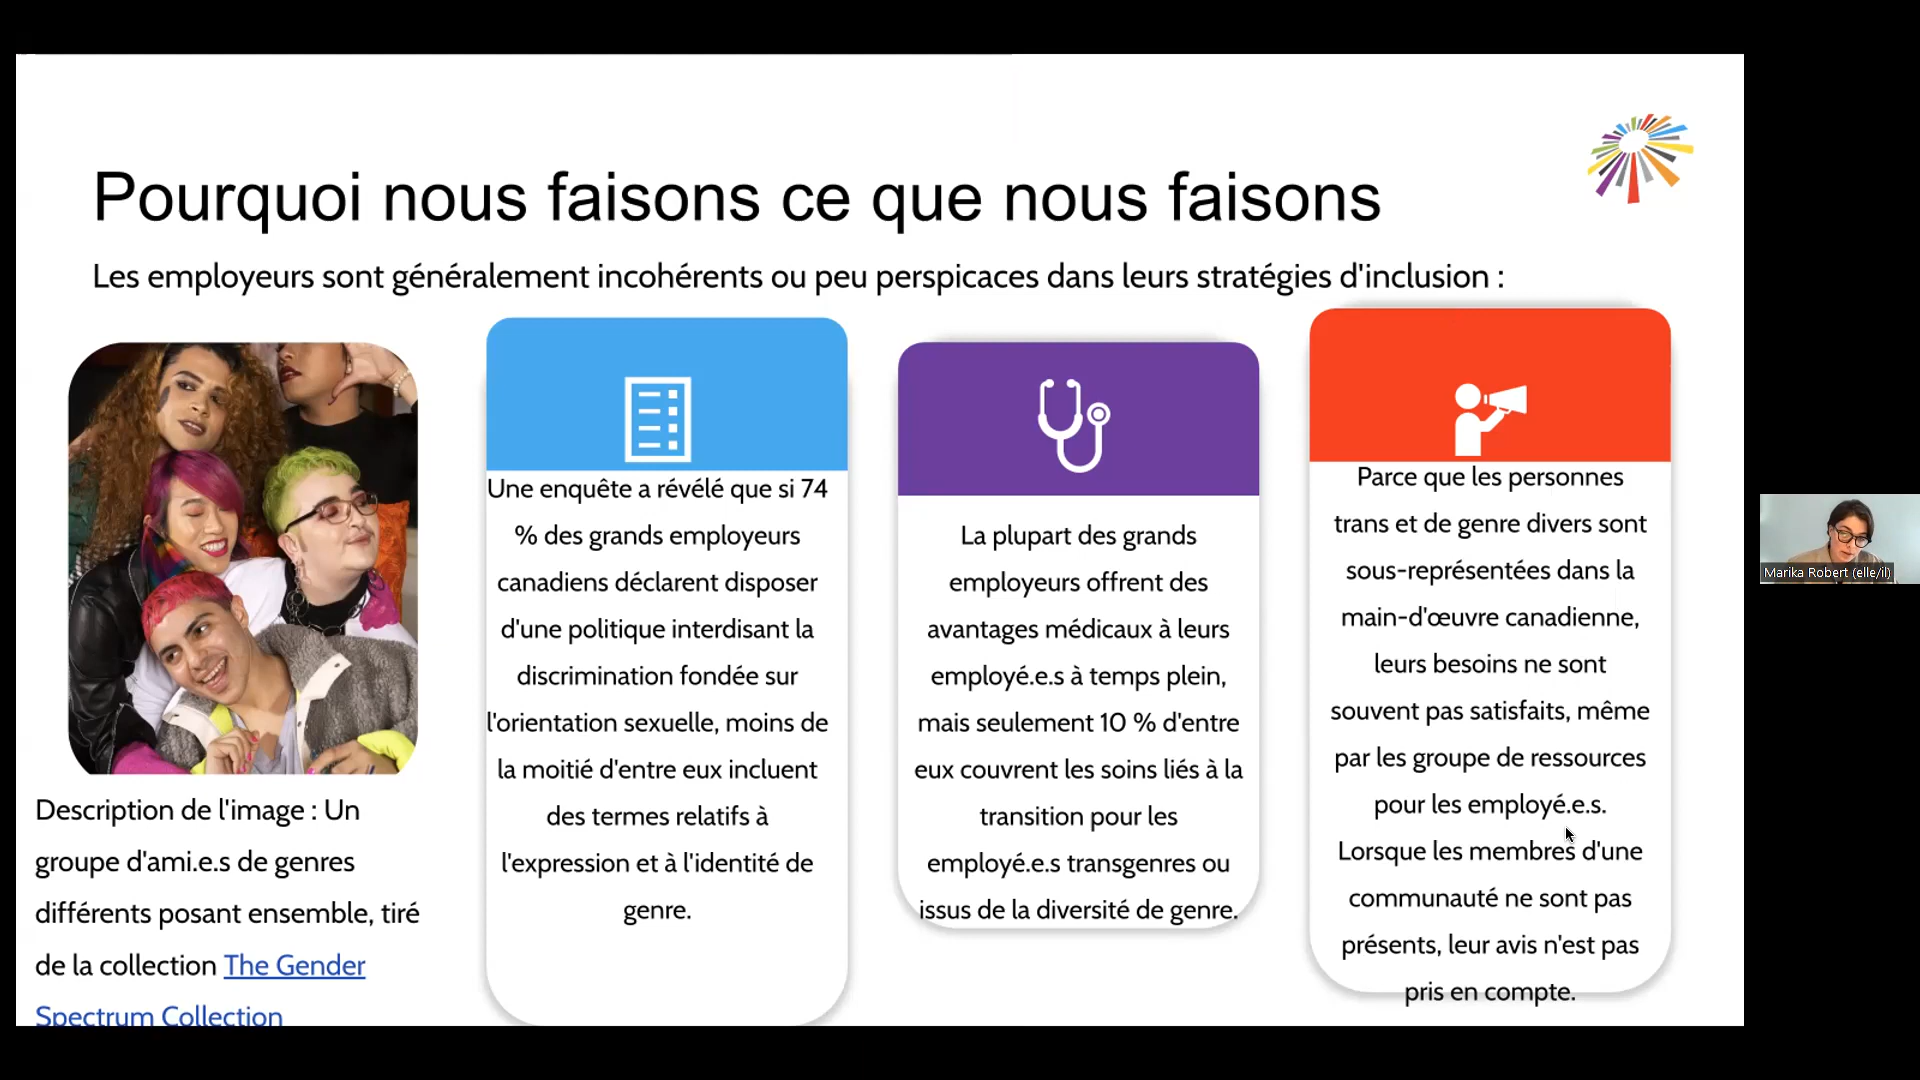 Pourquoi nous faisons ce que nous faisons
Les employeurs sont généralement incohérents ou peu perspicaces dans leurs stratégies d'inclusion :
Description de l'image : Un
groupe d'ami.e.s de genres
différents posant ensemble, tiré
de la collection The Gender
Spectrum Collection
Une enquête a révélé que si 74
% des grands employeurs
canadiens déclarent disposer
d'une politique interdisant la
discrimination fondée sur
l'orientation sexuelle, moins de
la moitié d'entre eux incluent
des termes relatifs à
l'expression et à l'identité de
genre.
La plupart des grands
employeurs offrent des
avantages médicaux à leurs
employé.e.s à temps plein,
mais seulement 10 % d'entre
eux couvrent les soins liés à la
transition pour les
employé.e.s transgenres ou
issus de la diversité de genre.
Parce que les personnes
trans et de genre divers sont
sous-représentées dans la
main-d'œuvre canadienne,
leurs besoins ne sont
souvent pas satisfaits, même
par les groupe de ressources
pour les employé.e.s.
Lorsque les membres d'une
communauté ne sont pas
présents, leur avis n'est pas
pris en compte.
Marika Robert (elle/il)